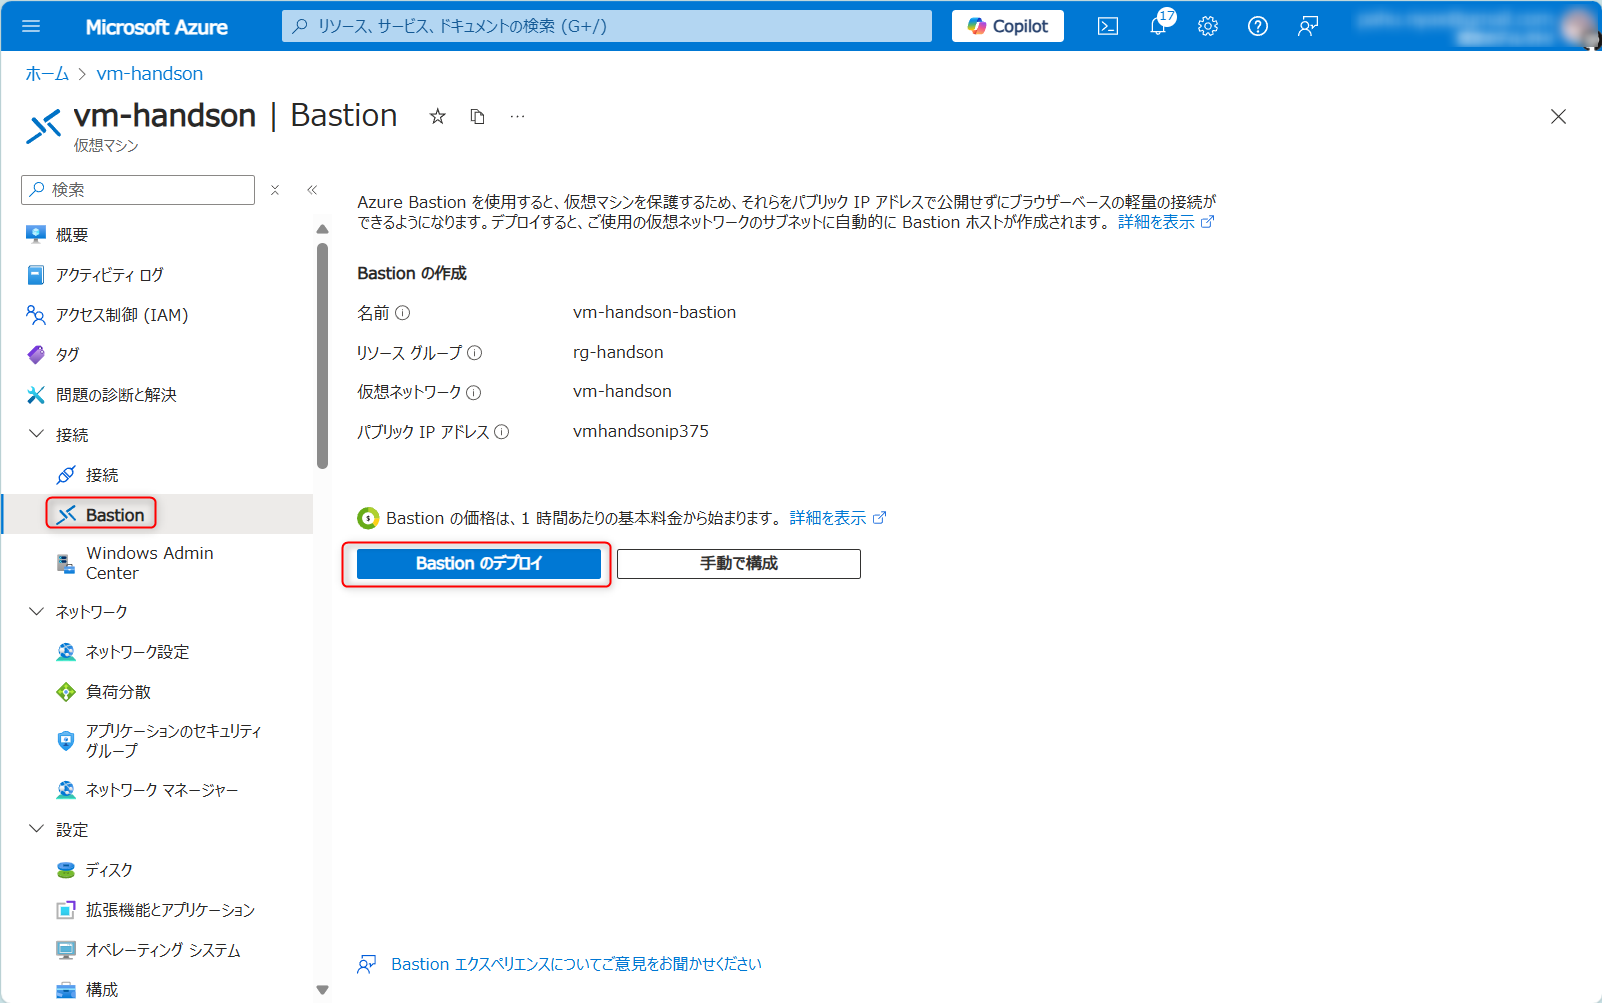 Microsoft Azure
リソース、サービス、ドキュメントの検索 (G+/)
Copilot
17
ホーム > vm-handson
vm-handson | Bastion
仮想マシン
検索
概要
アクティビティ ログ
アクセス制御 (IAM)
タグ
問題の診断と解決
接続
接続
Bastion
Windows Admin
Center
ネットワーク
ネットワーク設定
負荷分散
アプリケーションのセキュリティ
グループ
ネットワーク マネージャー
設定
ディスク
拡張機能とアプリケーション
オペレーティング システム
構成
Azure Bastion を使用すると、仮想マシンを保護するため、それらをパブリック IP アドレスで公開せずにブラウザーベースの軽量の接続が
できるようになります。デプロイすると、ご使用の仮想ネットワークのサブネットに自動的に Bastion ホストが作成されます。 詳細を表示
Bastion の作成
名前 vm-handson-bastion
リソース グループ rg-handson
仮想ネットワーク vm-handson
パブリック IP アドレス vmhandsonip375
Bastion の価格は、1 時間あたりの基本料金から始まります。 詳細を表示
Bastion のデプロイ 手動で構成
Bastion エクスペリエンスについてご意見をお聞かせください